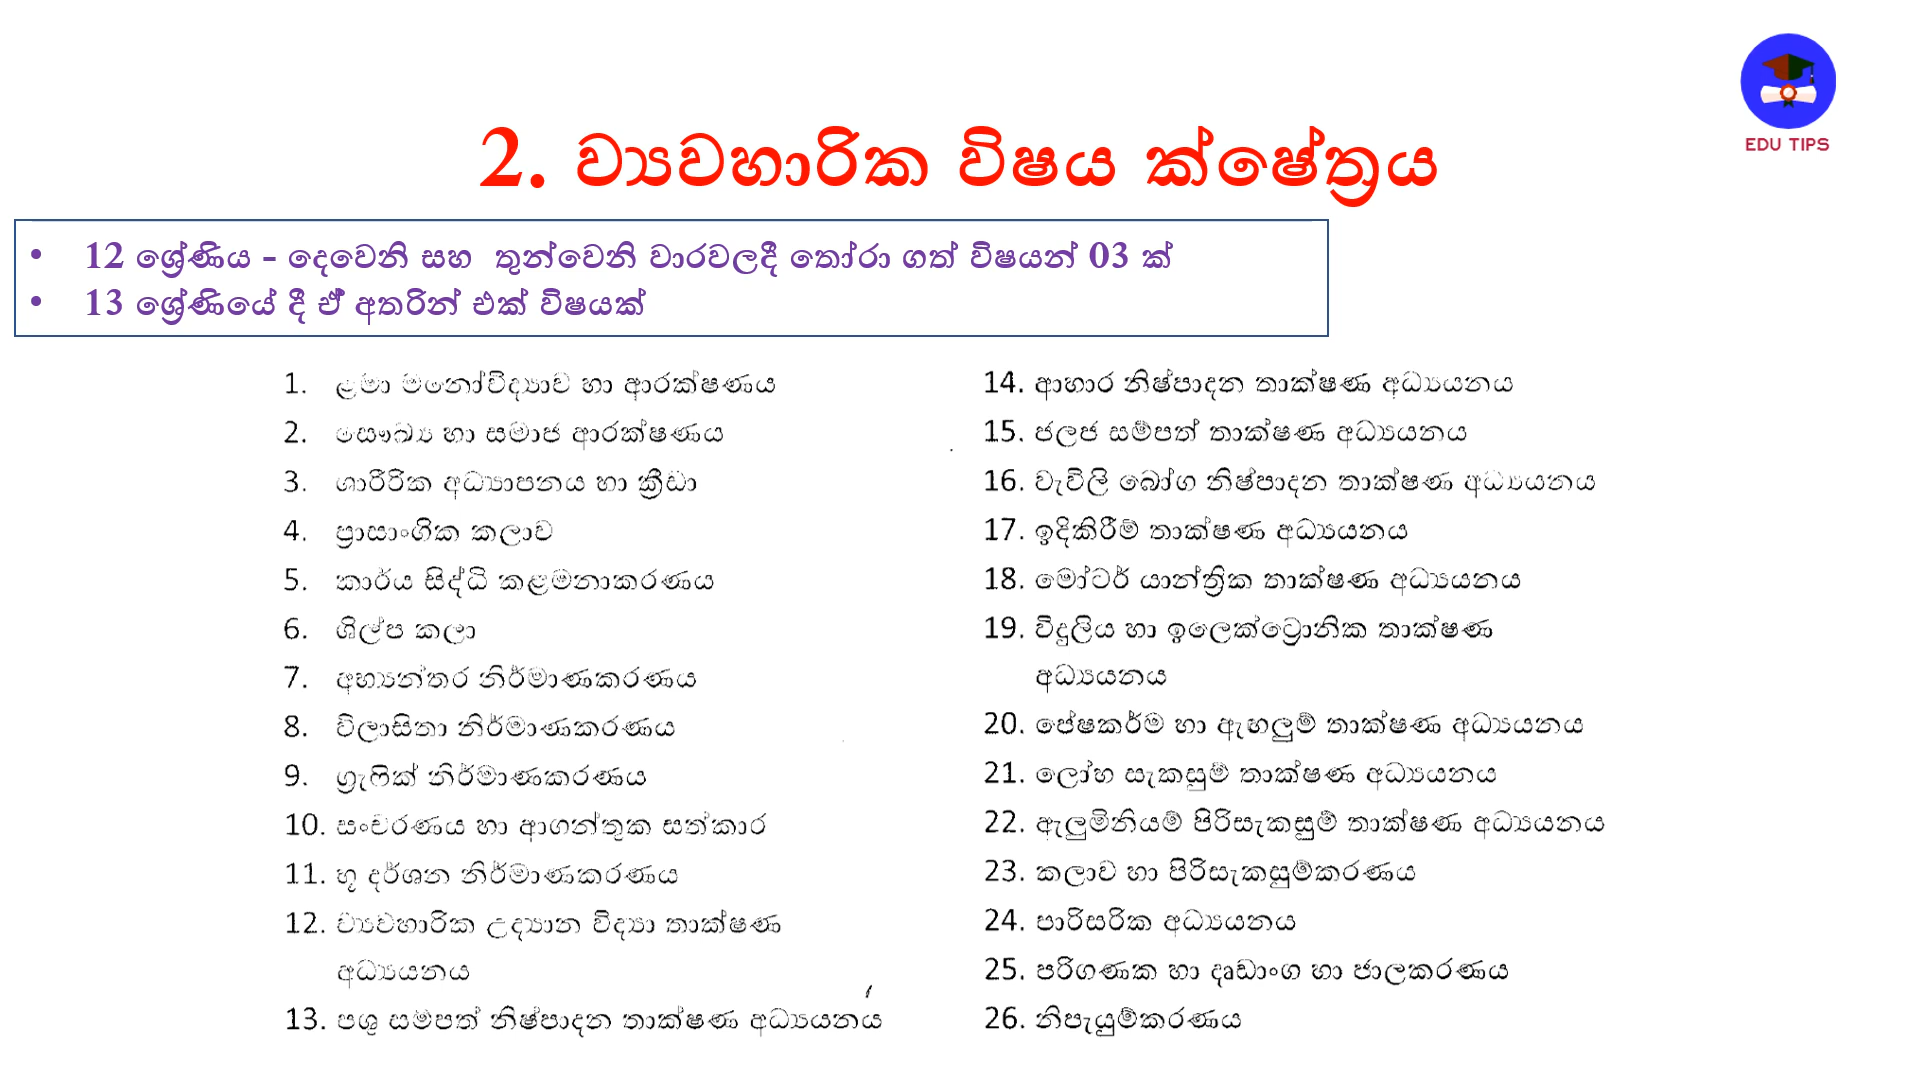 EDU TIPS
2. ව්‍යවහාරික විෂය ක්ෂේත්‍රය
• 12 ශ්‍රේණිය - දෙවෙනි සහ තුන්වෙනි වාරවලදී තෝරා ගත් විෂයන් 03 ක්
• 13 ශ්‍රේණියේ දී ඒ අතරින් එක් විෂයක්
1. ළමා මනෝවිද්‍යාව හා ආරක්ෂණය
2. සෞඛ්‍ය හා සමාජ ආරක්ෂණය
3. ශාරීරික අධ්‍යාපනය හා ක්‍රීඩා
4. ප්‍රාසාංගික කලාව
5. කාර්ය සිද්ධි කළමනාකරණය
6. ශිල්ප කලා
7. අභ්‍යන්තර නිර්මාණකරණය
8. විලාසිතා නිර්මාණකරණය
9. ග්‍රැෆික් නිර්මාණකරණය
10. සංචරණය හා ආගන්තුක සත්කාර
11. භූ දර්ශන නිර්මාණකරණය
12. ව්‍යවහාරික උද්‍යාන විද්‍යා තාක්ෂණ
අධ්‍යයනය
13. පශු සම්පත් නිෂ්පාදන තාක්ෂණ අධ්‍යයනය
14. ආහාර නිෂ්පාදන තාක්ෂණ අධ්‍යයනය
15. ජලජ සම්පත් තාක්ෂණ අධ්‍යයනය
16. වැවිලි බෝග නිෂ්පාදන තාක්ෂණ අධ්‍යයනය
17. ඉදිකිරීම් තාක්ෂණ අධ්‍යයනය
18. මෝටර් යාන්ත්‍රික තාක්ෂණ අධ්‍යයනය
19. විදුලිය හා ඉලෙක්ට්‍රොනික තාක්ෂණ
අධ්‍යයනය
20. පේෂකර්ම හා ඇඟලුම් තාක්ෂණ අධ්‍යයනය
21. ලෝහ සැකසුම් තාක්ෂණ අධ්‍යයනය
22. ඇලුමිනියම් පිරිසැකසුම් තාක්ෂණ අධ්‍යයනය
23. කලාව හා පිරිසැකසුම්කරණය
24. පාරිසරික අධ්‍යයනය
25. පරිගණක හා දෘඩාංග හා ජාලකරණය
26. නිපැයුම්කරණය